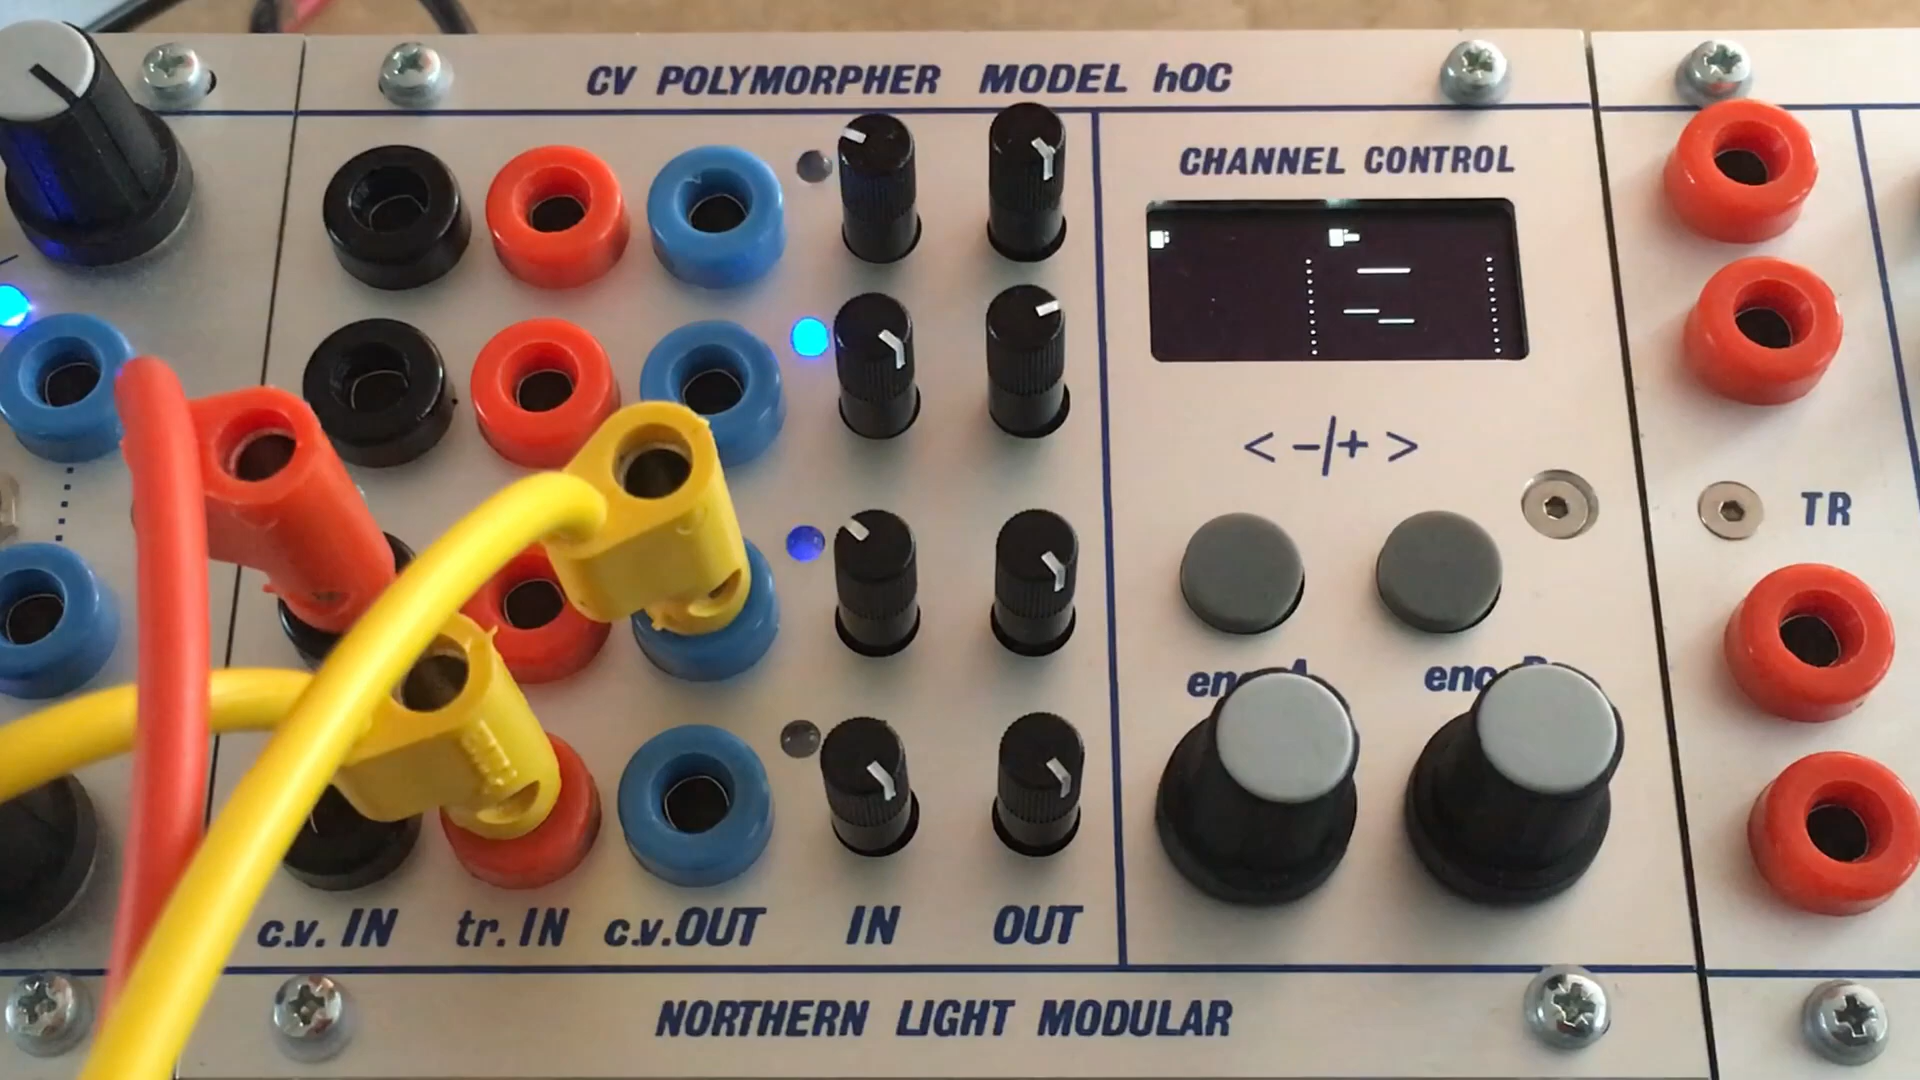 CV POLYMORPHER MODEL hOC
CHANNEL CONTROL
< -/+ >
TR
c.v. IN tr. IN c.v. OUT IN OUT
NORTHERN LIGHT MODULAR